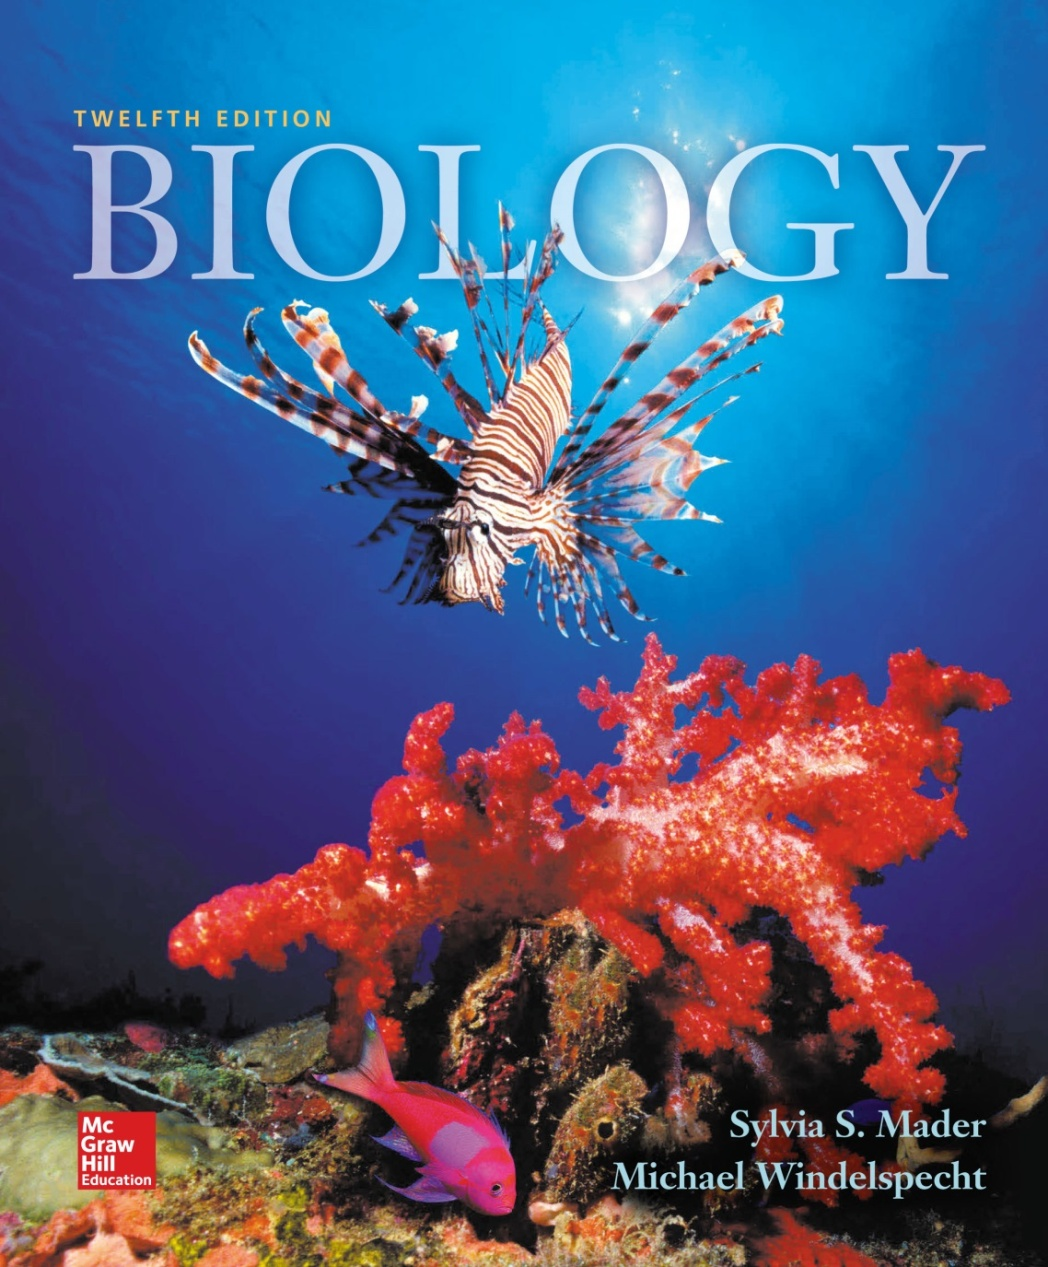 TWELFTH EDITION
BIOLOGY
Sylvia S. Mader
Michael Windelspecht
Mc
Graw
Hill
Education